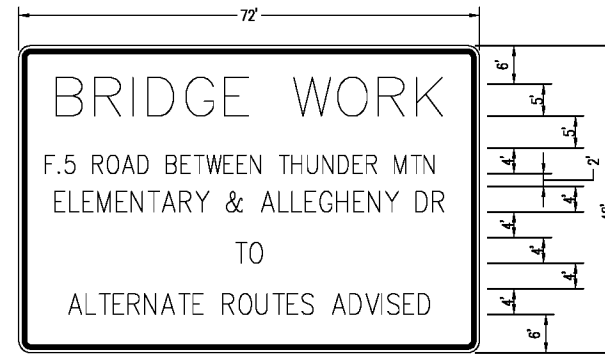 72'
BRIDGE WORK
F.5 ROAD BETWEEN THUNDER MTN
ELEMENTARY & ALLEGHENY DR
TO
ALTERNATE ROUTES ADVISED
6'
5'
5'
4'
2'
4'
4'
4'
4'
4'
6'